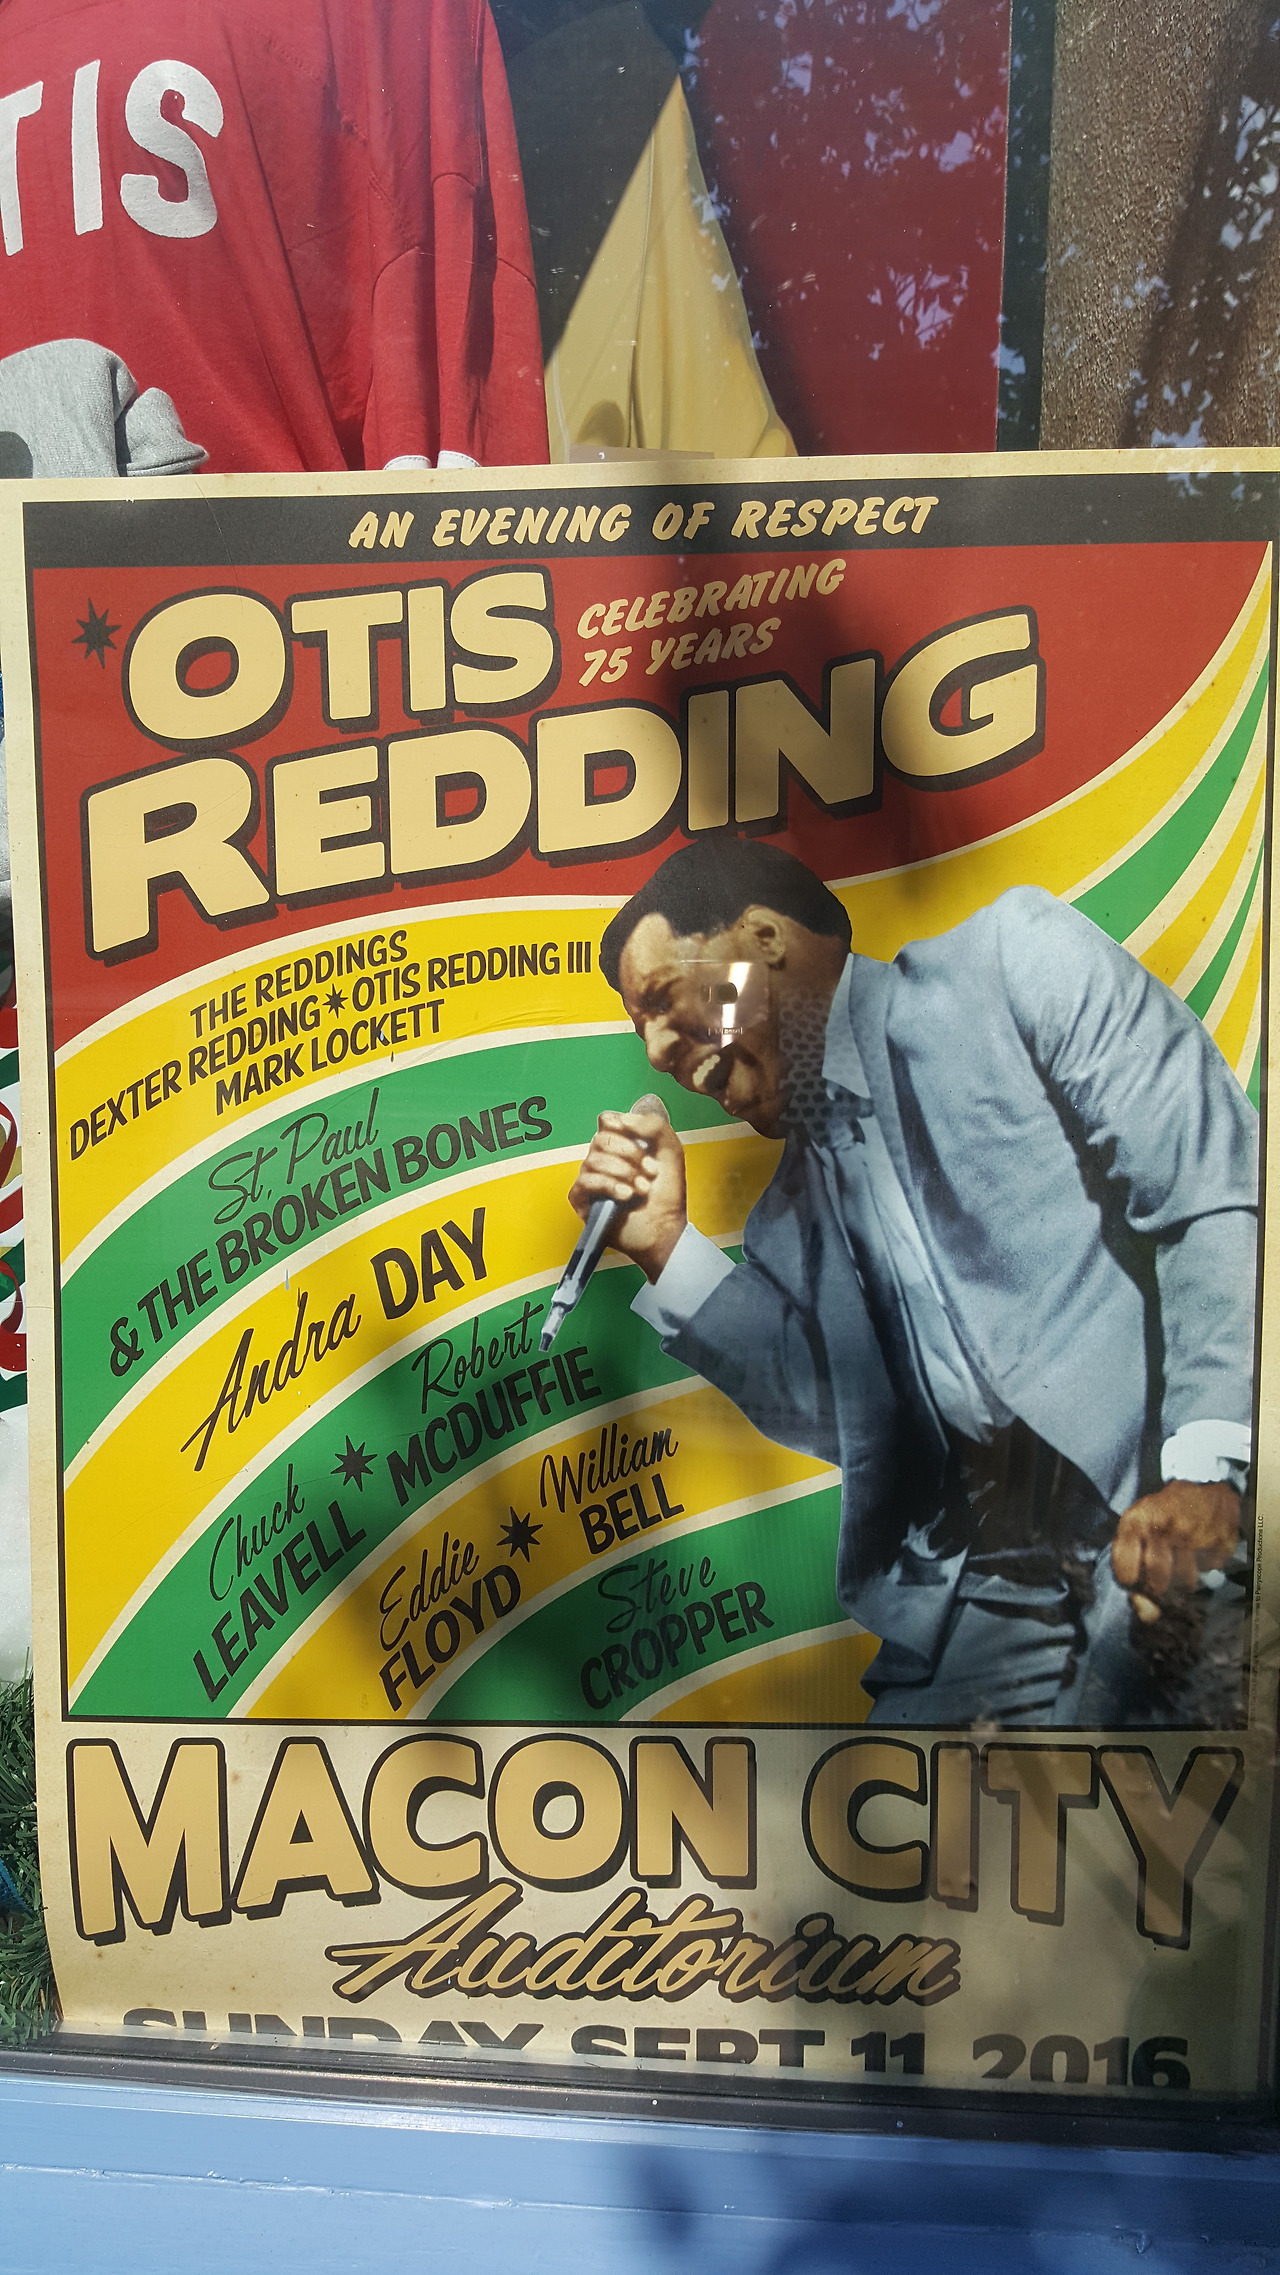 TIS
AN EVENING OF RESPECT
OTIS
CELEBRATING
75 YEARS
REDDING
THE REDDINGS
DEXTER REDDING * OTIS REDDING III
MARK LOCKETT
St. Paul
& THE BROKEN BONES
Andra DAY
Robert
MCDUFFIE
Chuck
LEAVELL
William
BELL
Eddie
FLOYD
Steve
CROPPER
MACON CITY
Auditorium
SUNDAY SEPT 11 2016